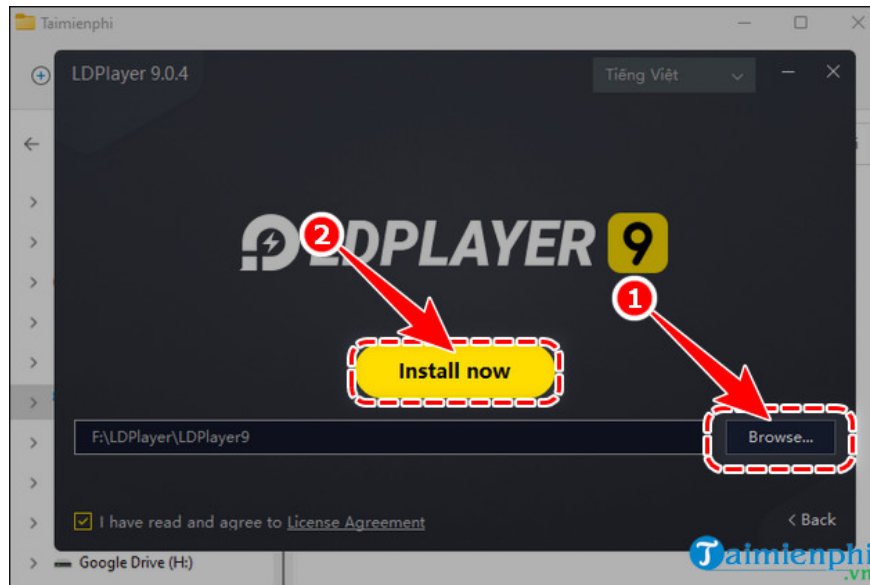 Taimienphi
LDPlayer 9.0.4
Tiếng Việt
LDPLAYER 9
2
1
Install now
F:\LDPlayer\LDPlayer9
Browse...
I have read and agree to License Agreement
< Back
Google Drive (H:)
Taimienphi
.vn